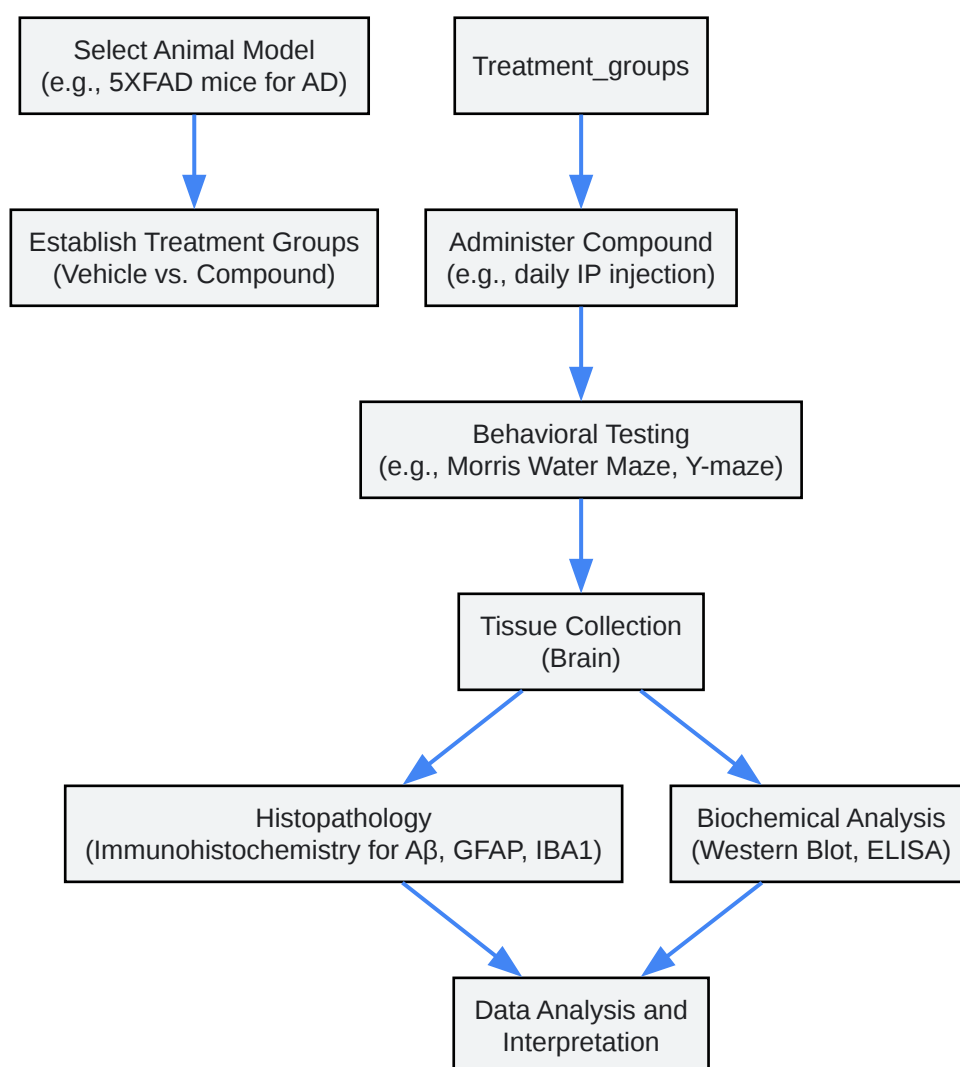 Select Animal Model
(e.g., 5XFAD mice for AD)
Treatment_groups
Establish Treatment Groups
(Vehicle vs. Compound)
Administer Compound
(e.g., daily IP injection)
Behavioral Testing
(e.g., Morris Water Maze, Y-maze)
Tissue Collection
(Brain)
Histopathology
(Immunohistochemistry for Aβ, GFAP, IBA1)
Biochemical Analysis
(Western Blot, ELISA)
Data Analysis and
Interpretation